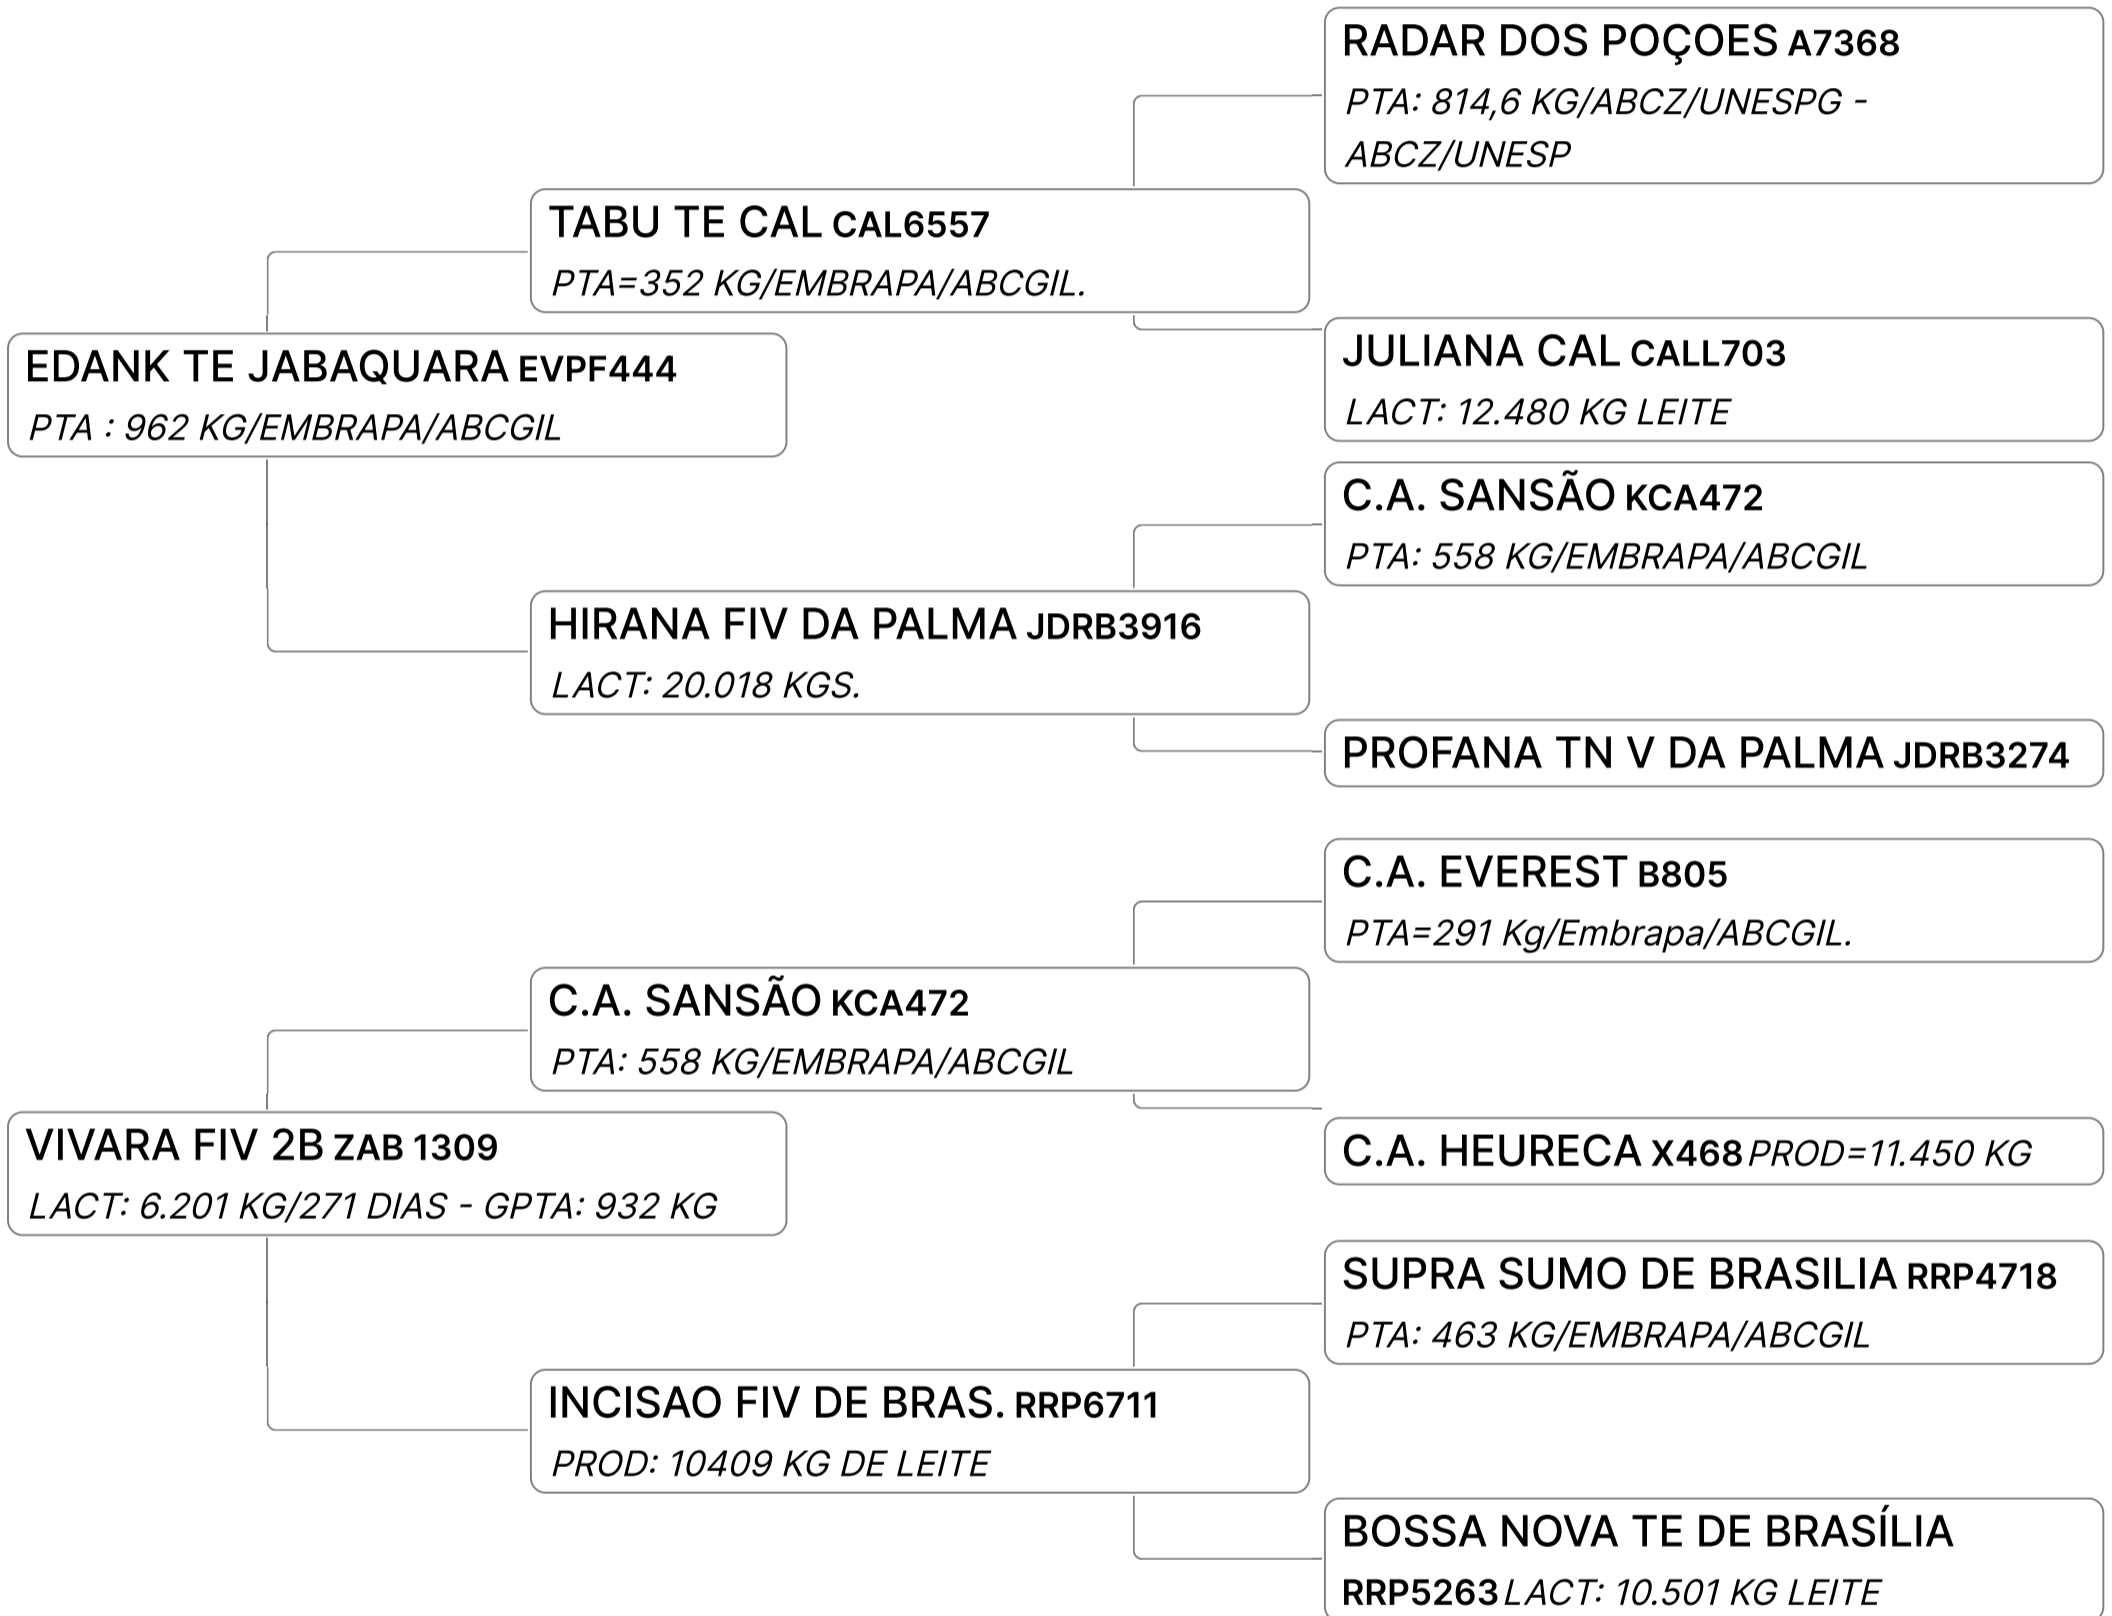 RADAR DOS POÇOES A7368
PTA: 814,6 KG/ABCZ/UNESPG -
ABCZ/UNESP
TABU TE CAL CAL6557
PTA=352 KG/EMBRAPA/ABCGIL.
JULIANA CAL CALL703
LACT: 12.480 KG LEITE
EDANK TE JABAQUARA EVPF444
PTA : 962 KG/EMBRAPA/ABCGIL
C.A. SANSÃO KCA472
PTA: 558 KG/EMBRAPA/ABCGIL
HIRANA FIV DA PALMA JDRB3916
LACT: 20.018 KGS.
PROFANA TN V DA PALMA JDRB3274
C.A. EVEREST B805
PTA=291 Kg/Embrapa/ABCGIL.
C.A. SANSÃO KCA472
PTA: 558 KG/EMBRAPA/ABCGIL
C.A. HEURECA X468 PROD=11.450 KG
VIVARA FIV 2B ZAB 1309
LACT: 6.201 KG/271 DIAS - GPTA: 932 KG
SUPRA SUMO DE BRASILIA RRP4718
PTA: 463 KG/EMBRAPA/ABCGIL
INCISAO FIV DE BRAS. RRP6711
PROD: 10409 KG DE LEITE
BOSSA NOVA TE DE BRASÍLIA
RRP5263 LACT: 10.501 KG LEITE